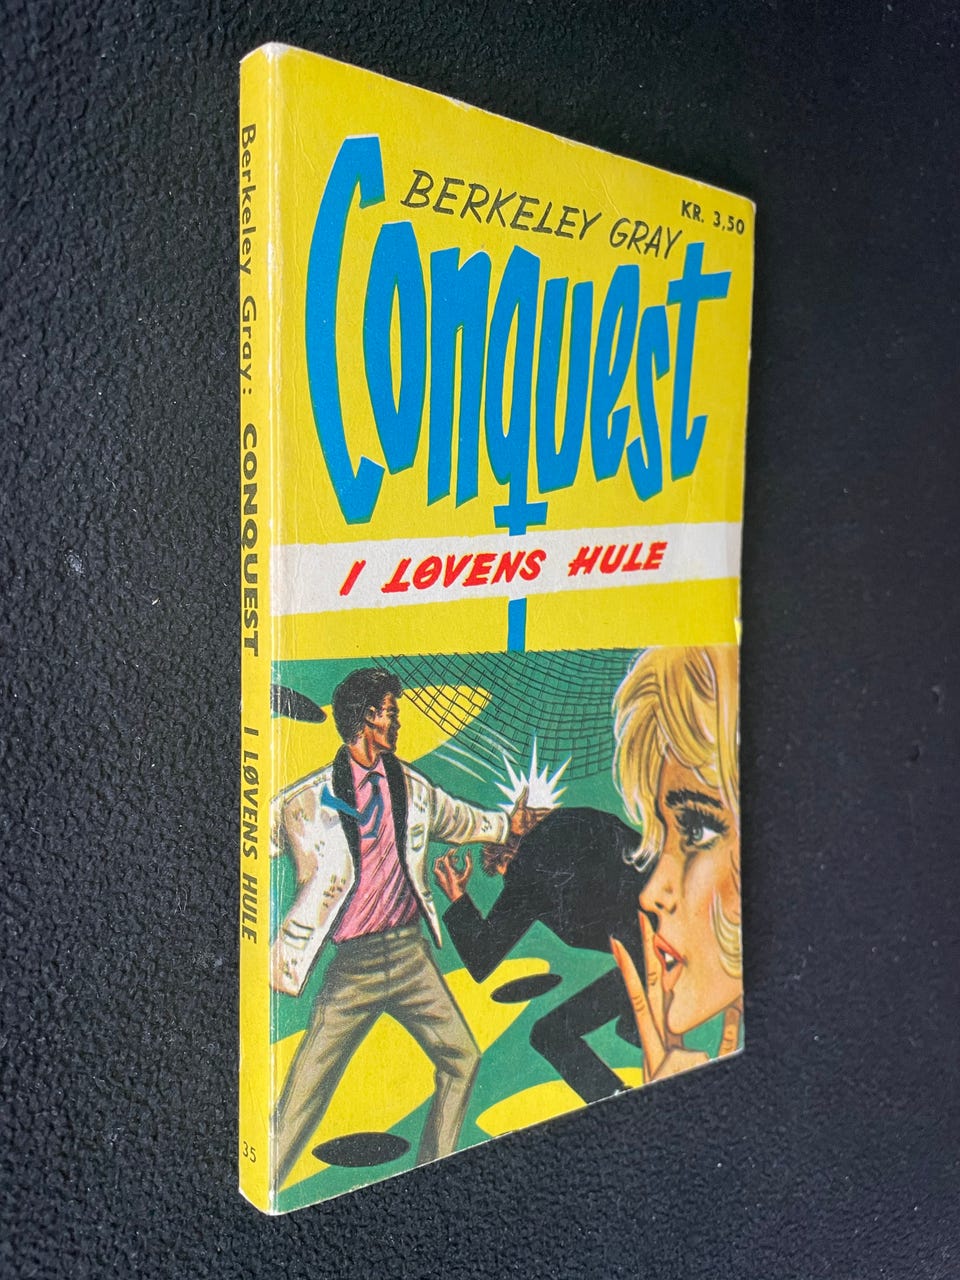 BERKELEY GRAY
KR. 3,50
Conquest
I LØVENS HULE
Berkeley Gray: CONQUEST I LØVENS HULE
35